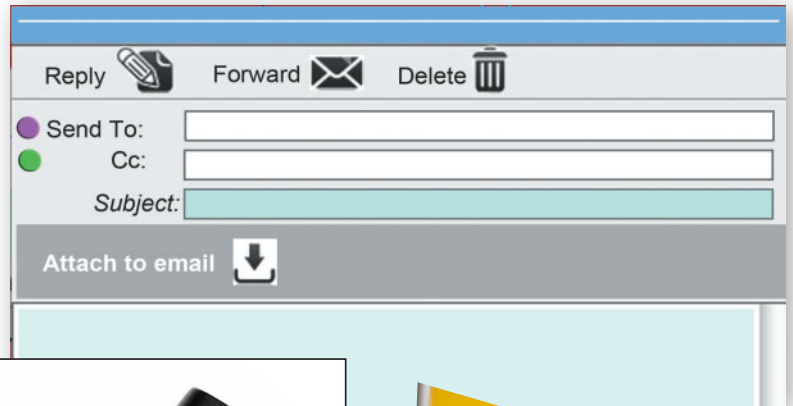 Reply Forward Delete
Send To:
Cc:
Subject:
Attach to email